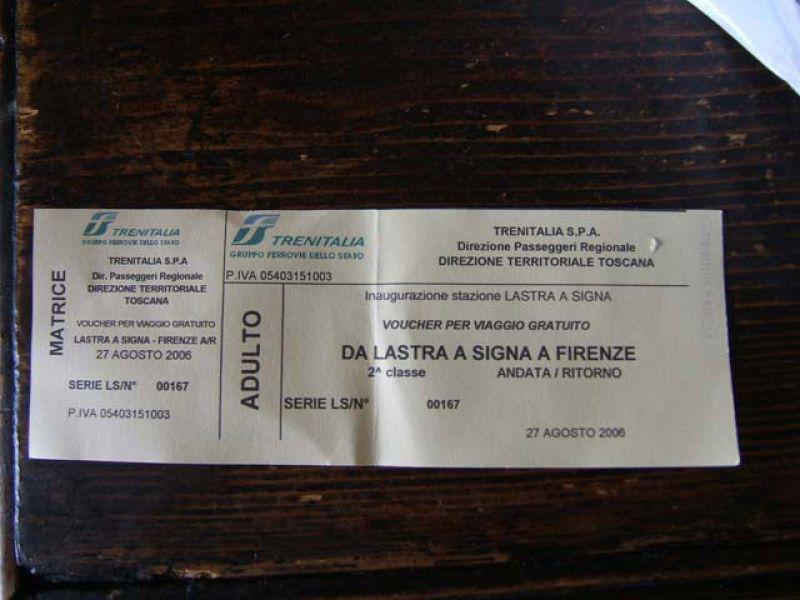 TRENITALIA
GRUPPO FERROVIE DELLO STATO
TRENITALIA S.P.A
Dir. Passeggeri Regionale
DIREZIONE TERRITORIALE
TOSCANA
MATRICE
VOUCHER PER VIAGGIO GRATUITO
LASTRA A SIGNA - FIRENZE A/R
27 AGOSTO 2006
SERIE LS/N° 00167
P.IVA 05403151003
TRENITALIA
GRUPPO FERROVIE DELLO STATO
P.IVA 05403151003
TRENITALIA S.P.A.
Direzione Passeggeri Regionale
DIREZIONE TERRITORIALE TOSCANA
ADULTO
Inaugurazione stazione LASTRA A SIGNA
VOUCHER PER VIAGGIO GRATUITO
DA LASTRA A SIGNA A FIRENZE
2^ classe ANDATA / RITORNO
SERIE LS/N° 00167
27 AGOSTO 2006